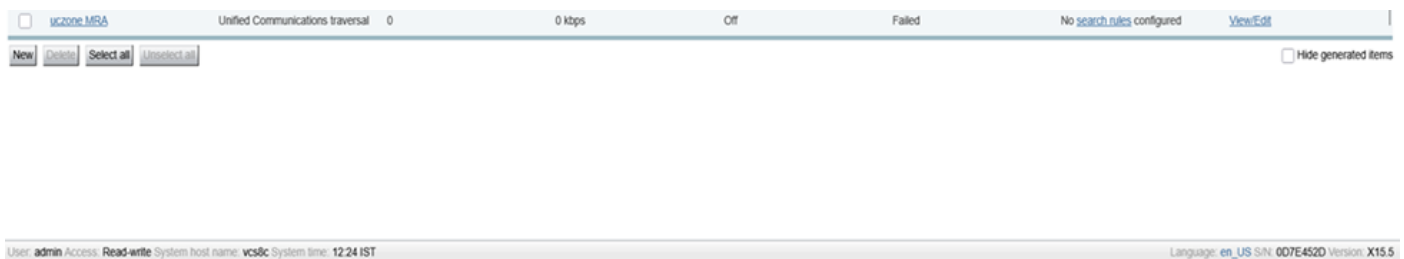 uczone MRA Unified Communications traversal 0 0 kbps Off Failed No search rules configured View/Edit
New Delete Select all Unselect all Hide generated items
User: admin Access: Read-write System host name: vcs8c System time: 12:24 IST Language: en_US S/N: 0D7E452D Version: X15.5